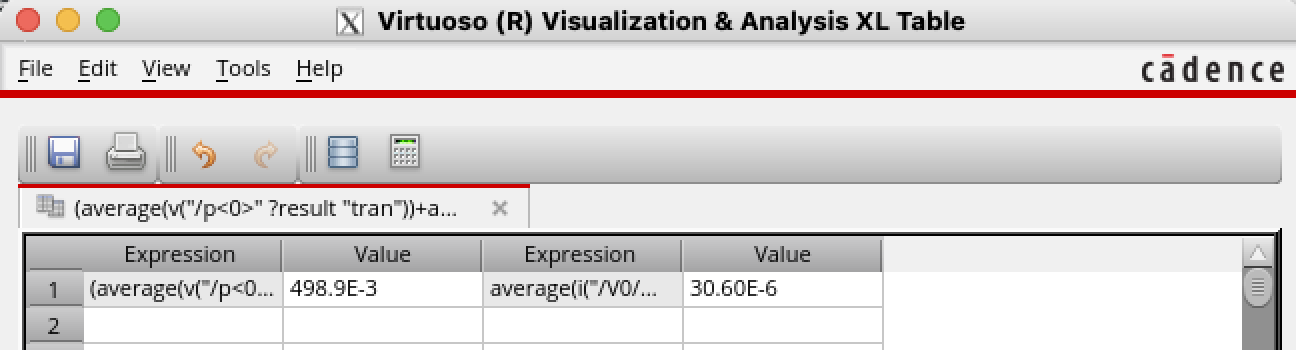 Virtuoso (R) Visualization & Analysis XL Table
File Edit View Tools Help
cādence
(average(v("/p<0>" ?result "tran"))+a...
Expression Value Expression Value
1 (average(v("/p<0... 498.9E-3 average(i("/V0/... 30.60E-6
2